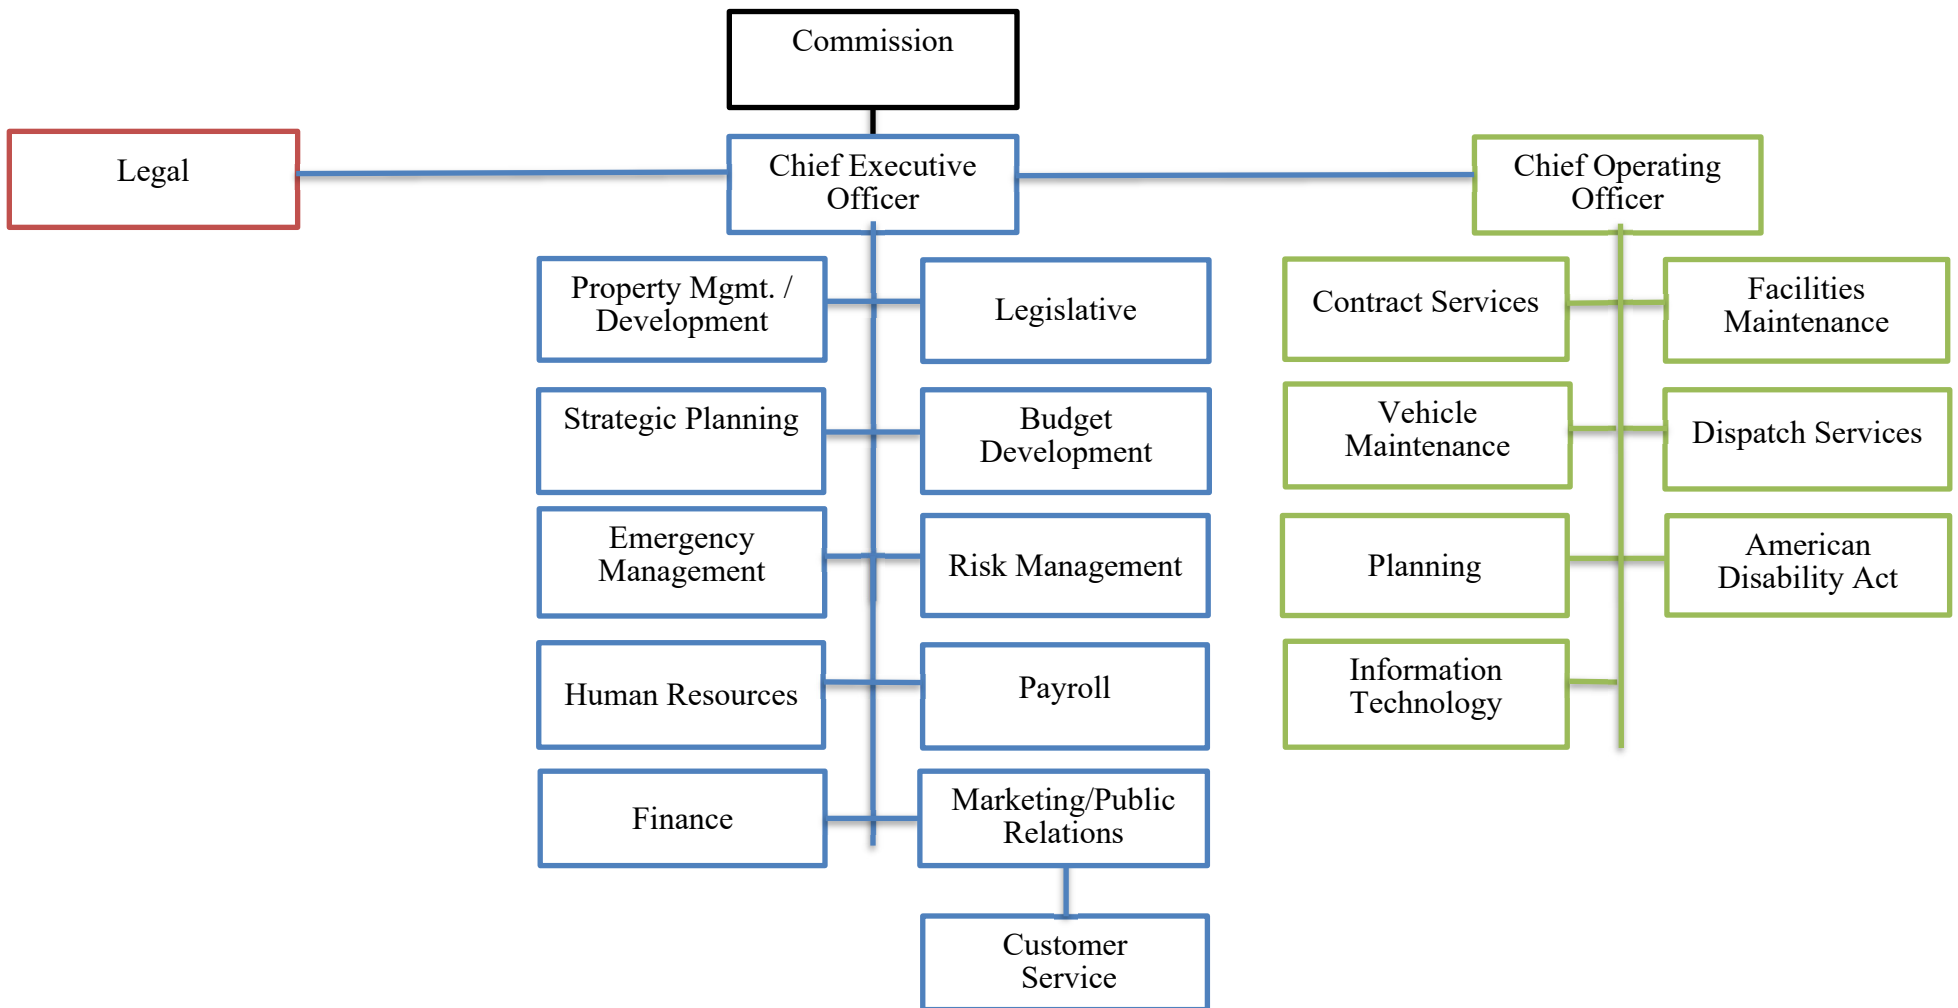 Commission
Legal
Chief Executive
Officer
Chief Operating
Officer
Property Mgmt. /
Development
Legislative
Contract Services
Facilities
Maintenance
Strategic Planning
Budget
Development
Vehicle
Maintenance
Dispatch Services
Emergency
Management
Risk Management
Planning
American
Disability Act
Human Resources
Payroll
Information
Technology
Finance
Marketing/Public
Relations
Customer
Service